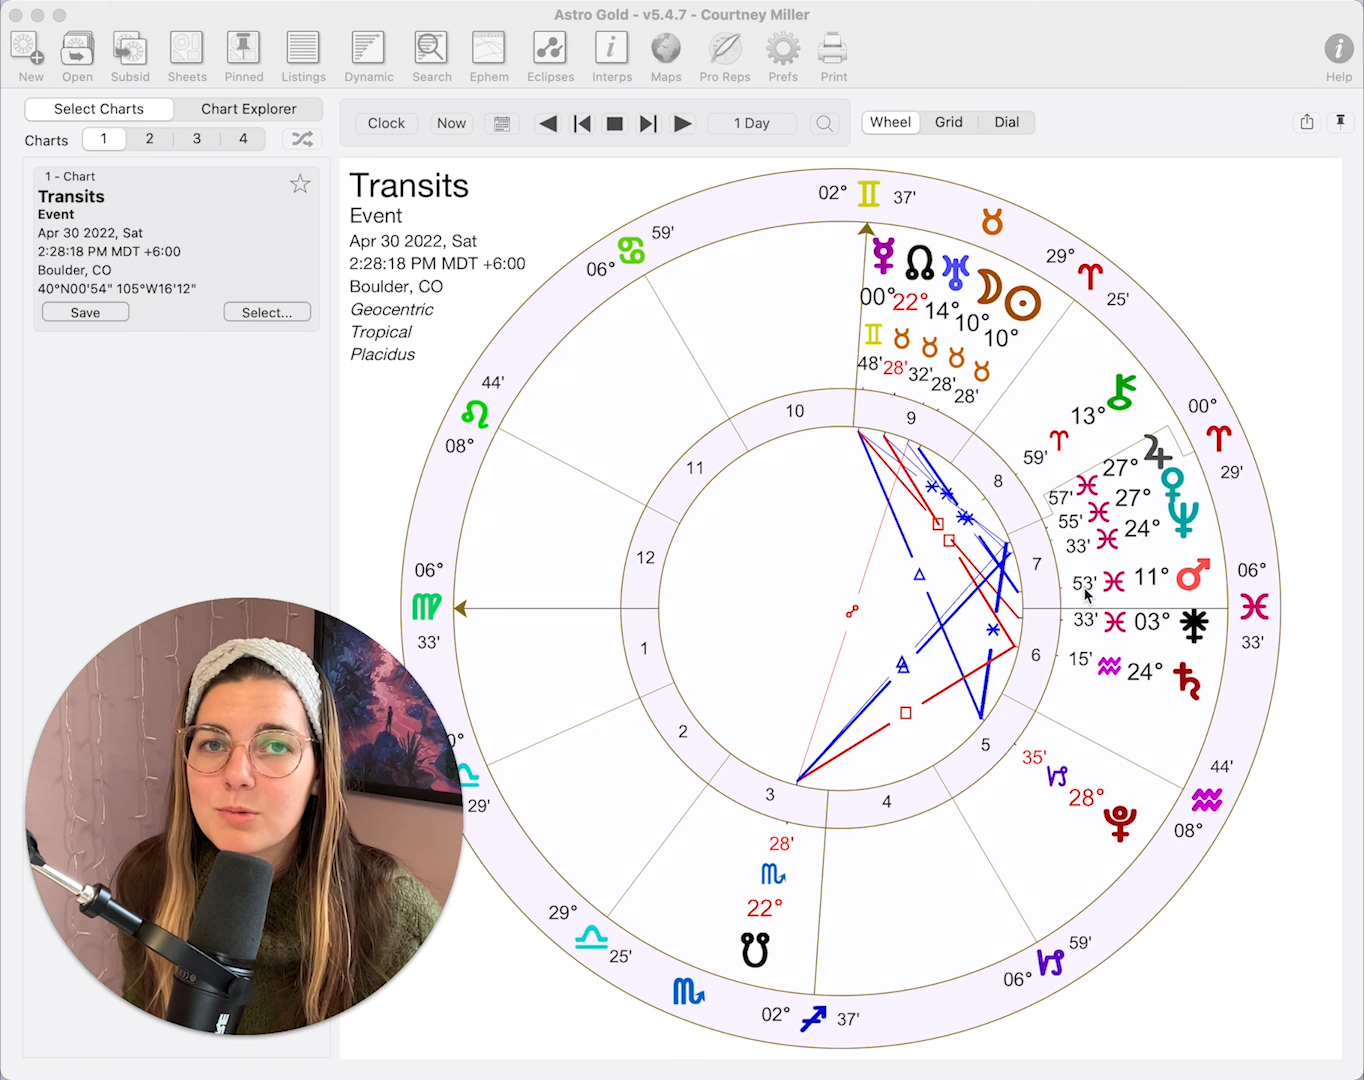 Astro Gold - v5.4.7 - Courtney Miller
New Open Subsid Sheets Pinned Listings Dynamic Search Ephem Eclipses Interps Maps Pro Reps Prefs Print Help
Select Charts Chart Explorer
Clock Now 1 Day Wheel Grid Dial
Charts 1 2 3 4
1 - Chart
Transits
Event
Apr 30 2022, Sat
2:28:18 PM MDT +6:00
Boulder, CO
40°N00'54" 105°W16'12"
Save Select...
Transits
Event
Apr 30 2022, Sat
2:28:18 PM MDT +6:00
Boulder, CO
Geocentric
Tropical
Placidus
02° ♊ 37'
♉
29° ♈ 25'
06° ♋ 59'
☿ ☊ ♅ ☽ ☉
00° 22° 14° 10° 10°
♊ ♉ ♉ ♉ ♉
48' 28' 32' 28' 28'
44' ♌ 08°
13° ⚷
♈ 59'
00° ♈ 29'
27° ♃
57' ♓ 27° ♀
55' ♓ 24° ♆
33' ♓
53' ♓ 11° ♂
33' ♓ 03° ⚵
15' ♒ 24° ♄
06° ♍ 33'
06° ♓ 33'
10 9
11 8
12 7
1 6
2 5
3 4
0° ♎ 29'
35' ♑ 28° ♇
44' ♒ 08°
28'
♏
22°
☋
29° ♎ 25'
♏
02° ♐ 37'
06° ♑ 59'